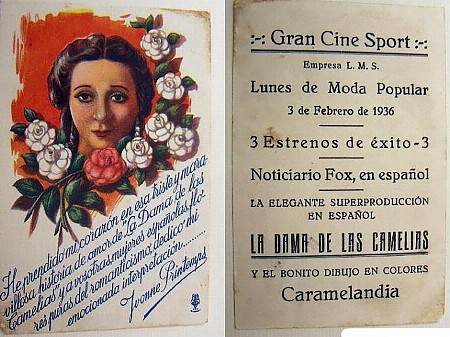 He prendido mi corazón en esa triste y mara
villosa historia de amor de "La Dama de las
Camelias" y a vosotras mujeres españolas, flo-
res puras del romanticismo, dedico mi
emocionada interpretación........
Yvonne Printemps
:-: Gran Cine Sport :-:
Empresa L. M. S.
Lunes de Moda Popular
3 de Febrero de 1936
3 Estrenos de éxito - 3
Noticiario Fox, en español
LA ELEGANTE SUPERPRODUCCIÓN
EN ESPAÑOL
LA DAMA DE LAS CAMELIAS
Y EL BONITO DIBUJO EN COLORES
Caramelandia